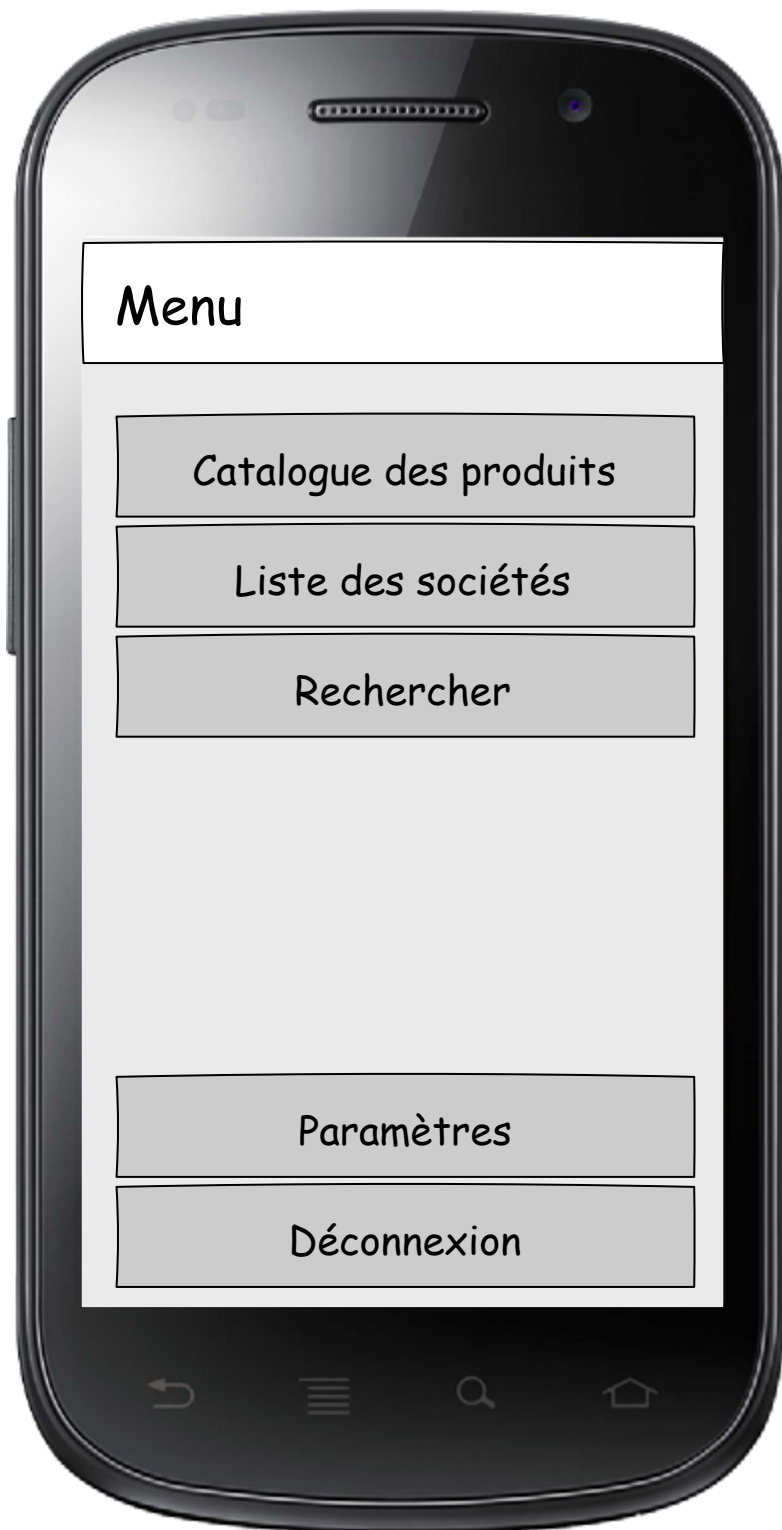 Menu
Catalogue des produits
Liste des sociétés
Rechercher
Paramètres
Déconnexion